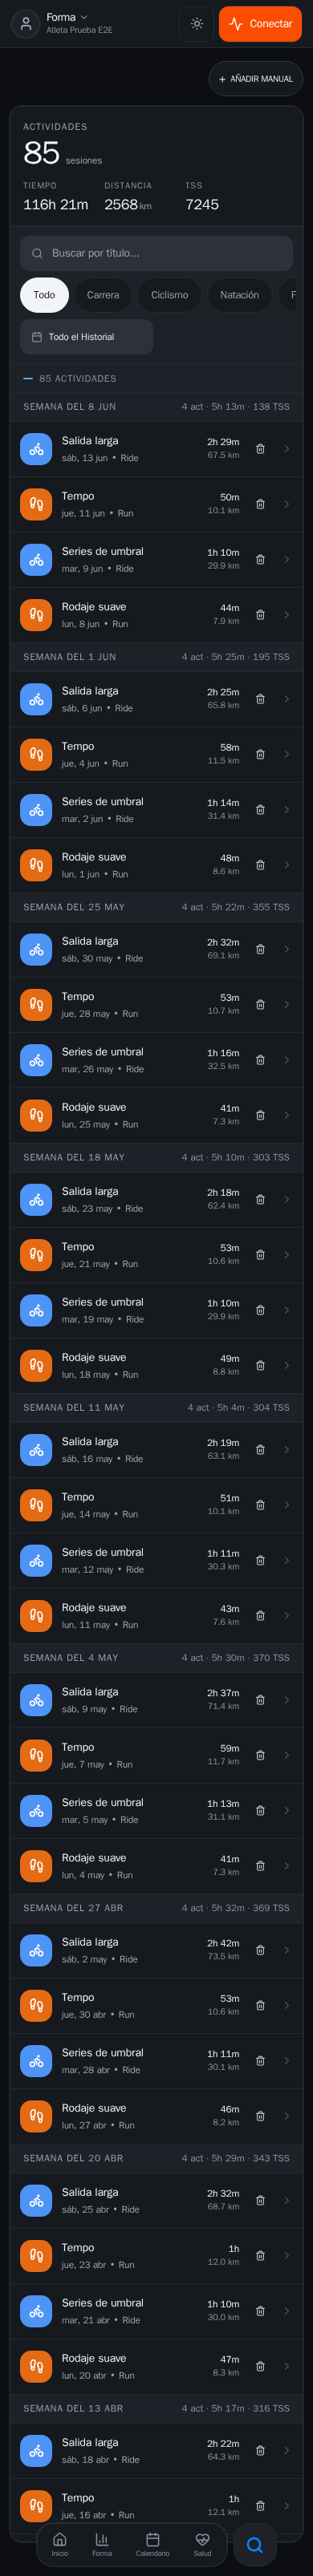 Forma
Atleta Prueba E2E
Conectar
+ AÑADIR MANUAL
ACTIVIDADES
85 sesiones
TIEMPO DISTANCIA TSS
116h 21m 2568 km 7245
Buscar por título...
Todo Carrera Ciclismo Natación F
Todo el Historial
85 ACTIVIDADES
SEMANA DEL 8 JUN 4 act · 5h 13m · 138 TSS
Salida larga 2h 29m
sáb, 13 jun • Ride 67.5 km
Tempo 50m
jue, 11 jun • Run 10.1 km
Series de umbral 1h 10m
mar, 9 jun • Ride 29.9 km
Rodaje suave 44m
lun, 8 jun • Run 7.9 km
SEMANA DEL 1 JUN 4 act · 5h 25m · 195 TSS
Salida larga 2h 25m
sáb, 6 jun • Ride 65.8 km
Tempo 58m
jue, 4 jun • Run 11.5 km
Series de umbral 1h 14m
mar, 2 jun • Ride 31.4 km
Rodaje suave 48m
lun, 1 jun • Run 8.6 km
SEMANA DEL 25 MAY 4 act · 5h 22m · 355 TSS
Salida larga 2h 32m
sáb, 30 may • Ride 69.1 km
Tempo 53m
jue, 28 may • Run 10.7 km
Series de umbral 1h 16m
mar, 26 may • Ride 32.5 km
Rodaje suave 41m
lun, 25 may • Run 7.3 km
SEMANA DEL 18 MAY 4 act · 5h 10m · 303 TSS
Salida larga 2h 18m
sáb, 23 may • Ride 62.4 km
Tempo 53m
jue, 21 may • Run 10.6 km
Series de umbral 1h 10m
mar, 19 may • Ride 29.9 km
Rodaje suave 49m
lun, 18 may • Run 8.8 km
SEMANA DEL 11 MAY 4 act · 5h 4m · 304 TSS
Salida larga 2h 19m
sáb, 16 may • Ride 63.1 km
Tempo 51m
jue, 14 may • Run 10.1 km
Series de umbral 1h 11m
mar, 12 may • Ride 30.3 km
Rodaje suave 43m
lun, 11 may • Run 7.6 km
SEMANA DEL 4 MAY 4 act · 5h 30m · 370 TSS
Salida larga 2h 37m
sáb, 9 may • Ride 71.4 km
Tempo 59m
jue, 7 may • Run 11.7 km
Series de umbral 1h 13m
mar, 5 may • Ride 31.1 km
Rodaje suave 41m
lun, 4 may • Run 7.3 km
SEMANA DEL 27 ABR 4 act · 5h 32m · 369 TSS
Salida larga 2h 42m
sáb, 2 may • Ride 73.5 km
Tempo 53m
jue, 30 abr • Run 10.6 km
Series de umbral 1h 11m
mar, 28 abr • Ride 30.1 km
Rodaje suave 46m
lun, 27 abr • Run 8.2 km
SEMANA DEL 20 ABR 4 act · 5h 29m · 343 TSS
Salida larga 2h 32m
sáb, 25 abr • Ride 68.7 km
Tempo 1h
jue, 23 abr • Run 12.0 km
Series de umbral 1h 10m
mar, 21 abr • Ride 30.0 km
Rodaje suave 47m
lun, 20 abr • Run 8.3 km
SEMANA DEL 13 ABR 4 act · 5h 17m · 316 TSS
Salida larga 2h 22m
sáb, 18 abr • Ride 64.3 km
Tempo 1h
jue, 16 abr • Run 12.1 km
Inicio Forma Calendario Salud